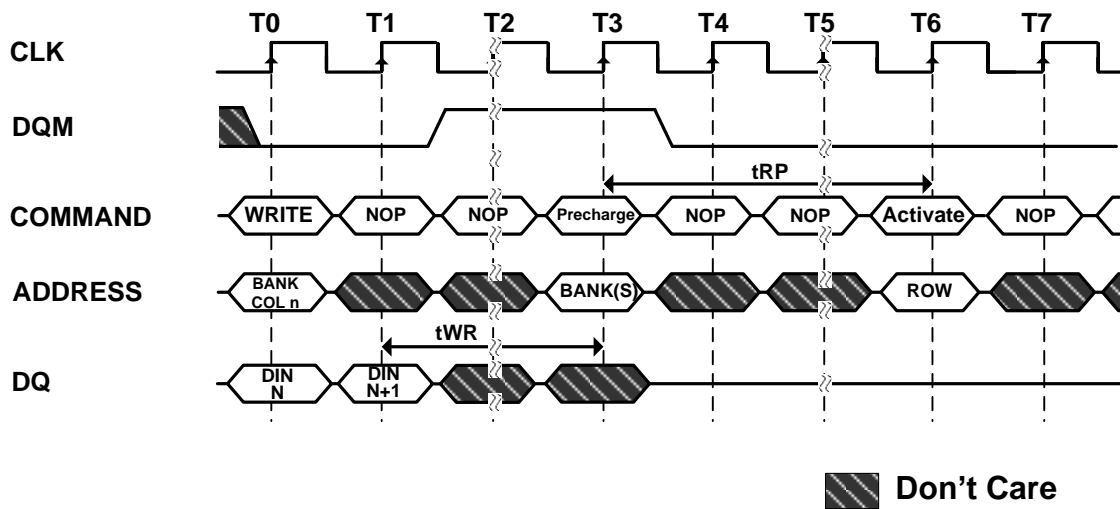 T0 T1 T2 T3 T4 T5 T6 T7
CLK
DQM
tRP
COMMAND WRITE NOP NOP Precharge NOP NOP Activate NOP
ADDRESS BANK COL n BANK(S) ROW
tWR
DQ DIN N DIN N+1
Don't Care